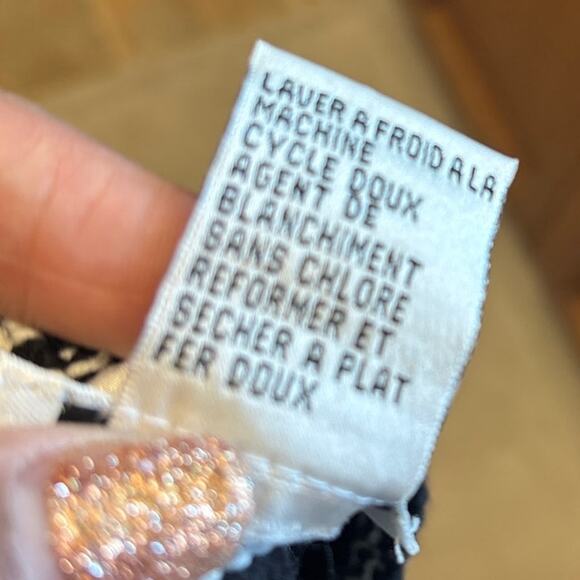 LAVER A FROID A LA
MACHINE
CYCLE DOUX
AGENT DE
BLANCHIMENT
SANS CHLORE
REFORMER ET
SECHER A PLAT
FER DOUX